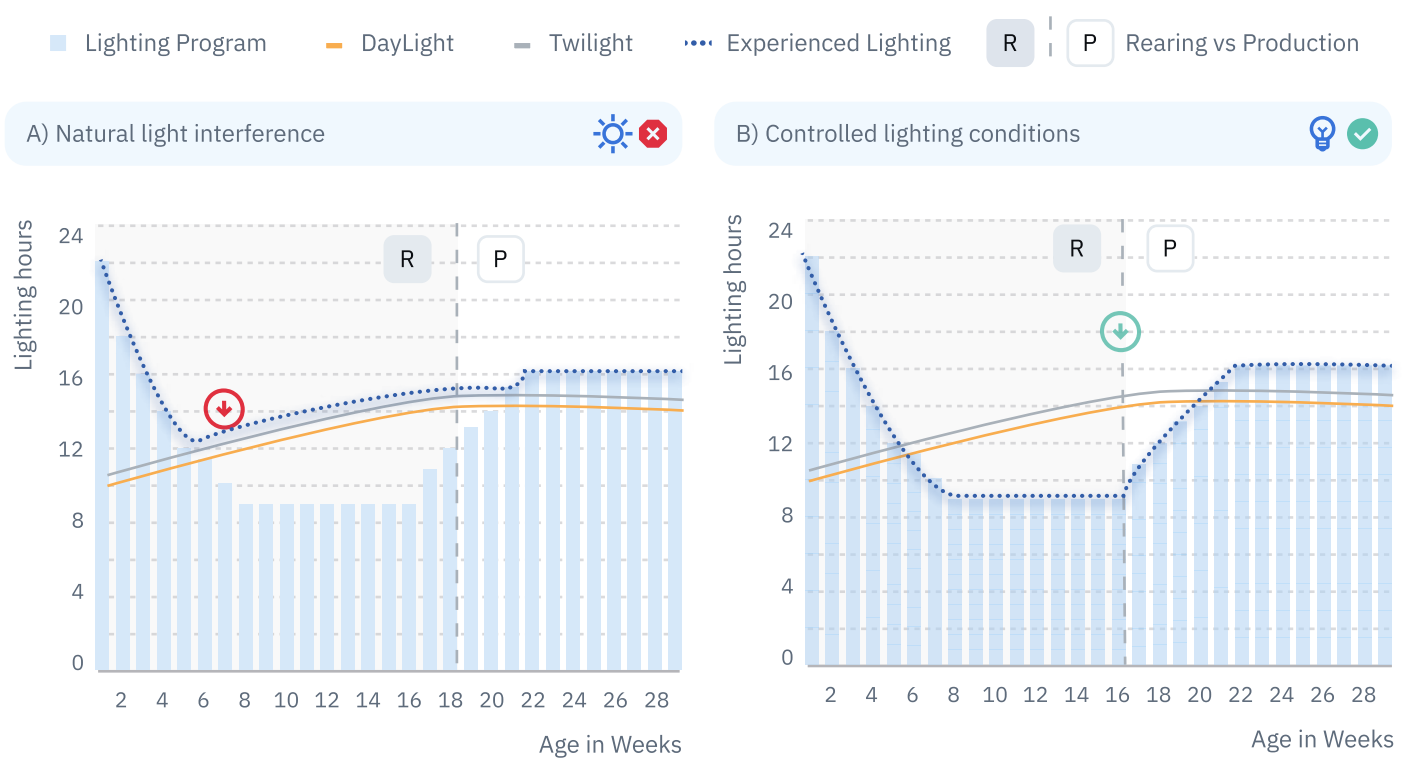 Lighting Program DayLight Twilight Experienced Lighting R P Rearing vs Production
A) Natural light interference
Lighting hours
24
20
16
12
8
4
0
R P
2 4 6 8 10 12 14 16 18 20 22 24 26 28
Age in Weeks
B) Controlled lighting conditions
Lighting hours
24
20
16
12
8
4
0
R P
2 4 6 8 10 12 14 16 18 20 22 24 26 28
Age in Weeks